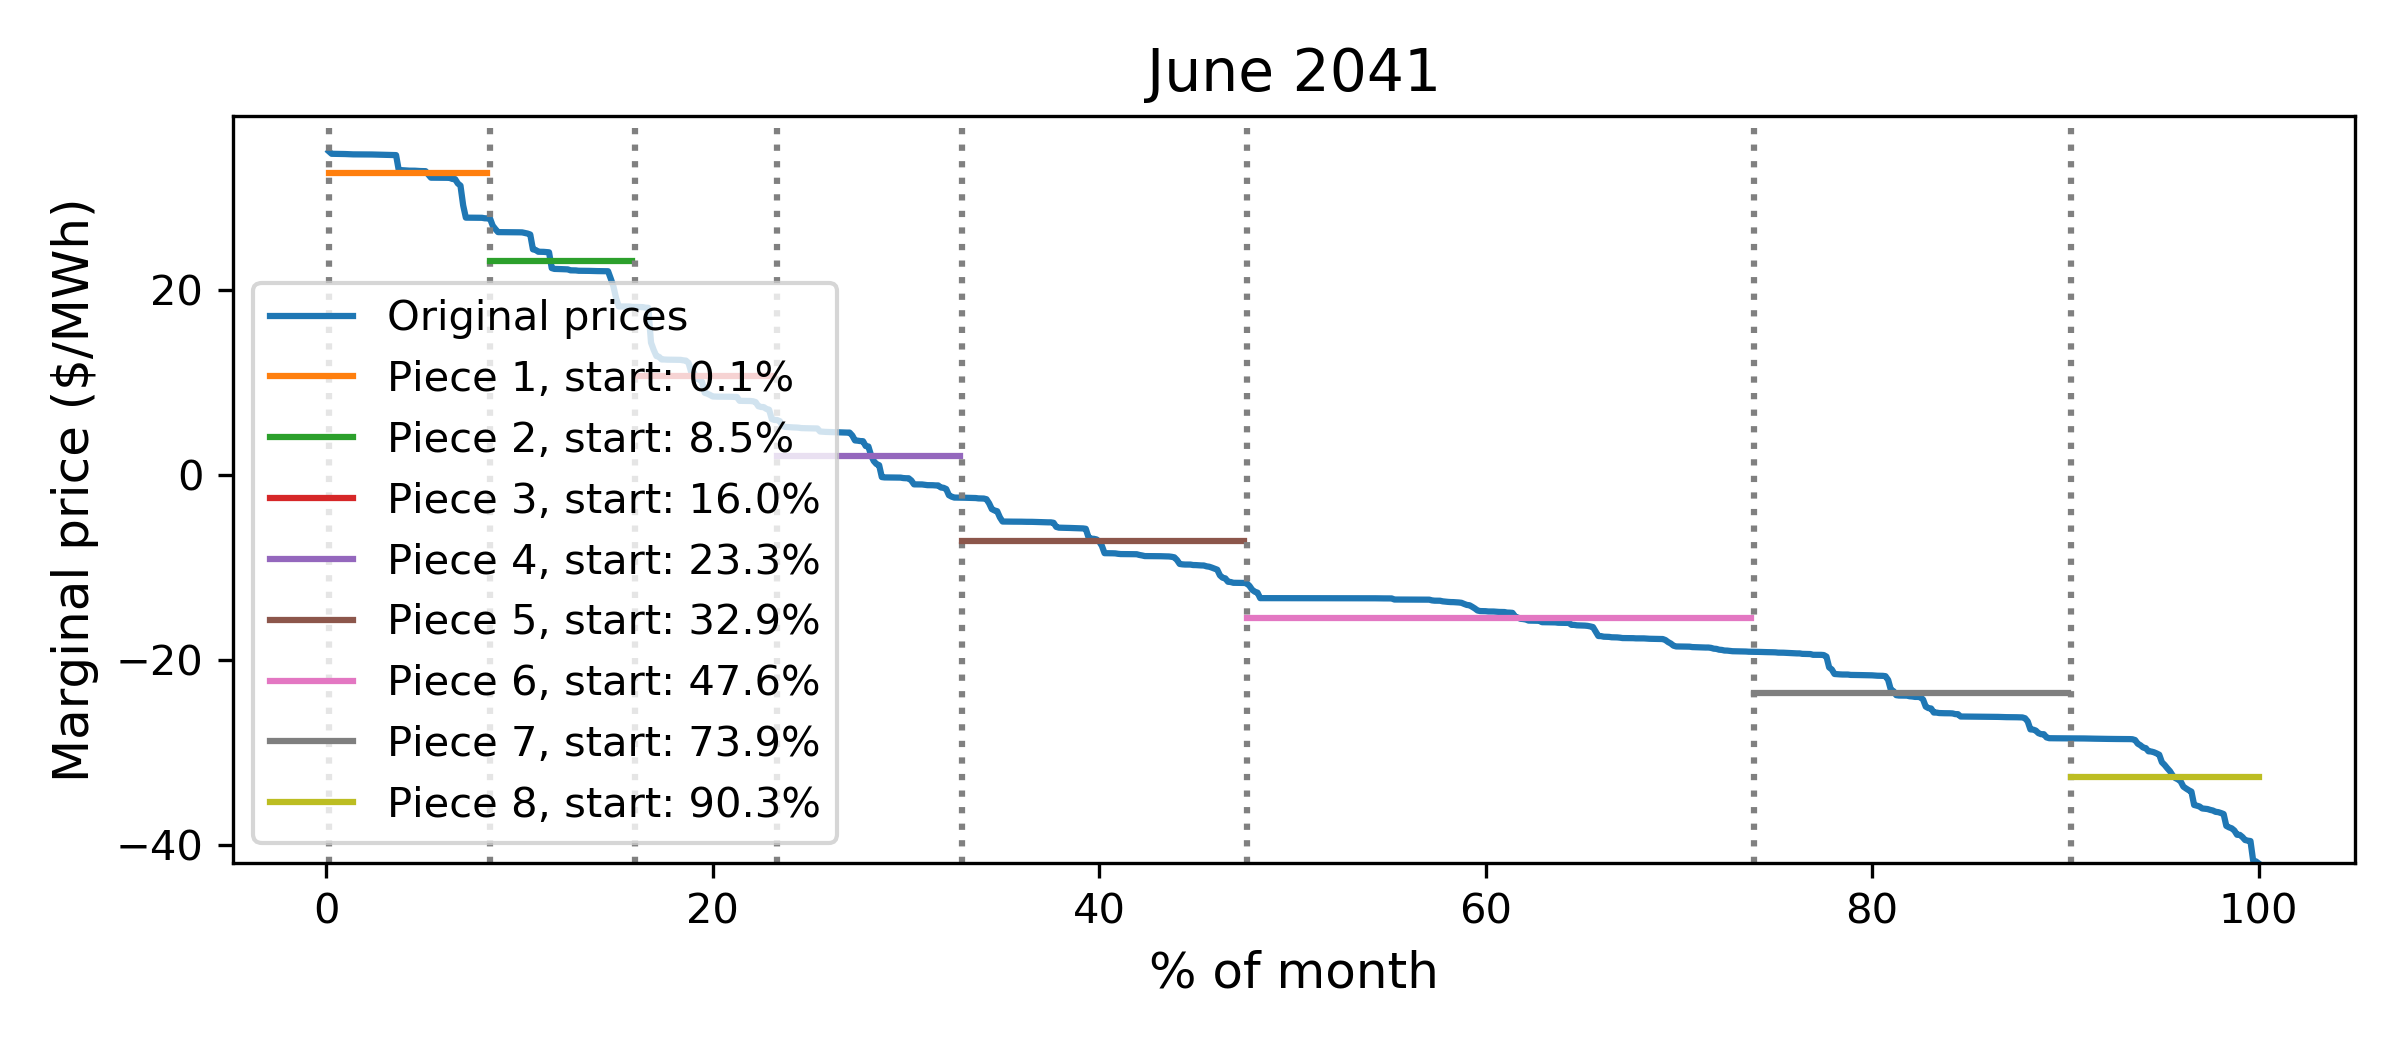 June 2041
Marginal price ($/MWh)
20
0
−20
−40
Original prices
Piece 1, start: 0.1%
Piece 2, start: 8.5%
Piece 3, start: 16.0%
Piece 4, start: 23.3%
Piece 5, start: 32.9%
Piece 6, start: 47.6%
Piece 7, start: 73.9%
Piece 8, start: 90.3%
0 20 40 60 80 100
% of month